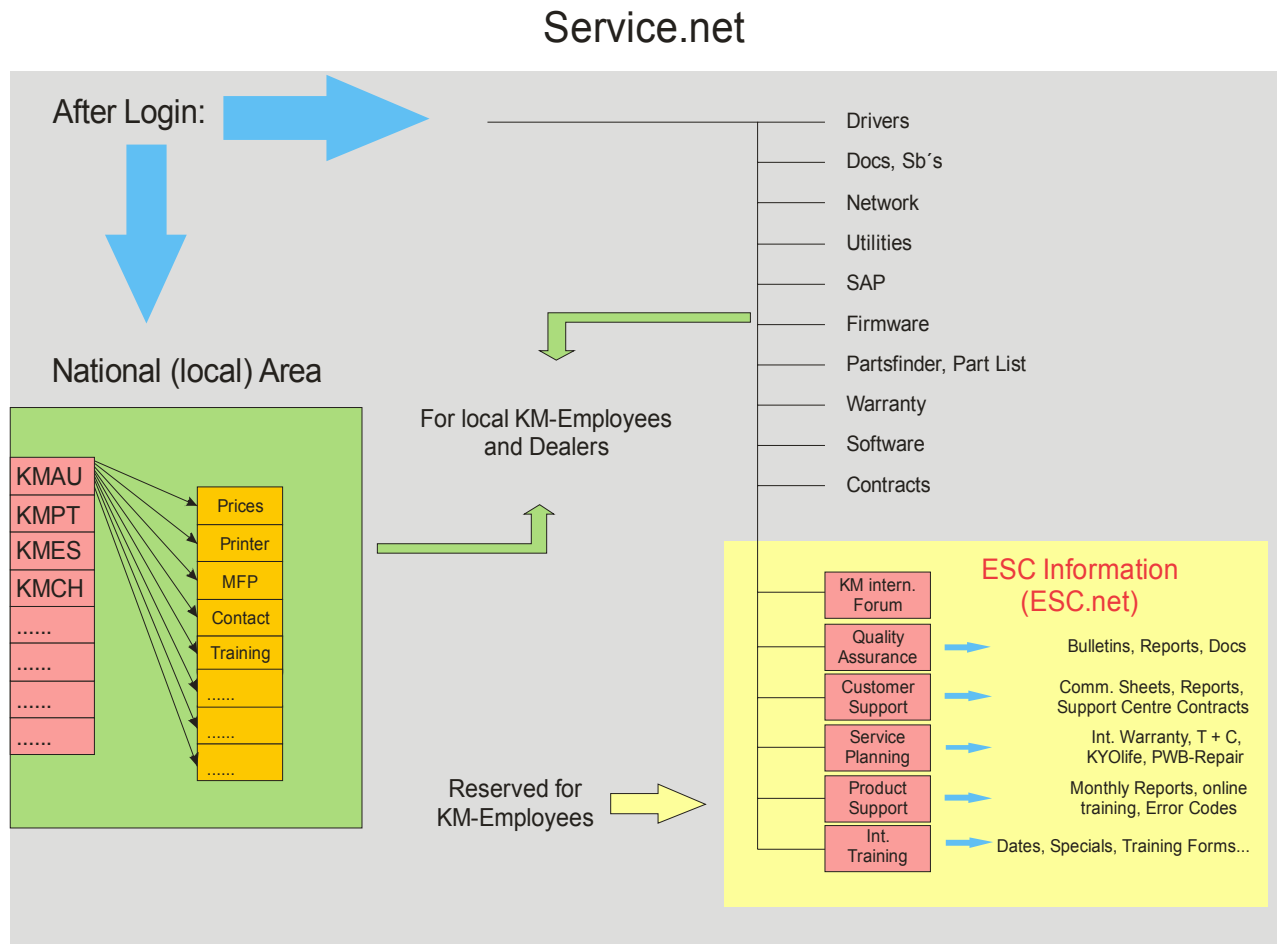 Service.net
After Login:
Drivers
Docs, Sb´s
Network
Utilities
SAP
Firmware
Partsfinder, Part List
Warranty
Software
Contracts
National (local) Area
For local KM-Employees
and Dealers
KMAU
KMPT
KMES
KMCH
......
......
......
......
Prices
Printer
MFP
Contact
Training
......
......
......
ESC Information
(ESC.net)
KM intern.
Forum
Quality
Assurance
Bulletins, Reports, Docs
Customer
Support
Comm. Sheets, Reports,
Support Centre Contracts
Service
Planning
Int. Warranty, T + C,
KYOlife, PWB-Repair
Product
Support
Monthly Reports, online
training, Error Codes
Int.
Training
Dates, Specials, Training Forms...
Reserved for
KM-Employees